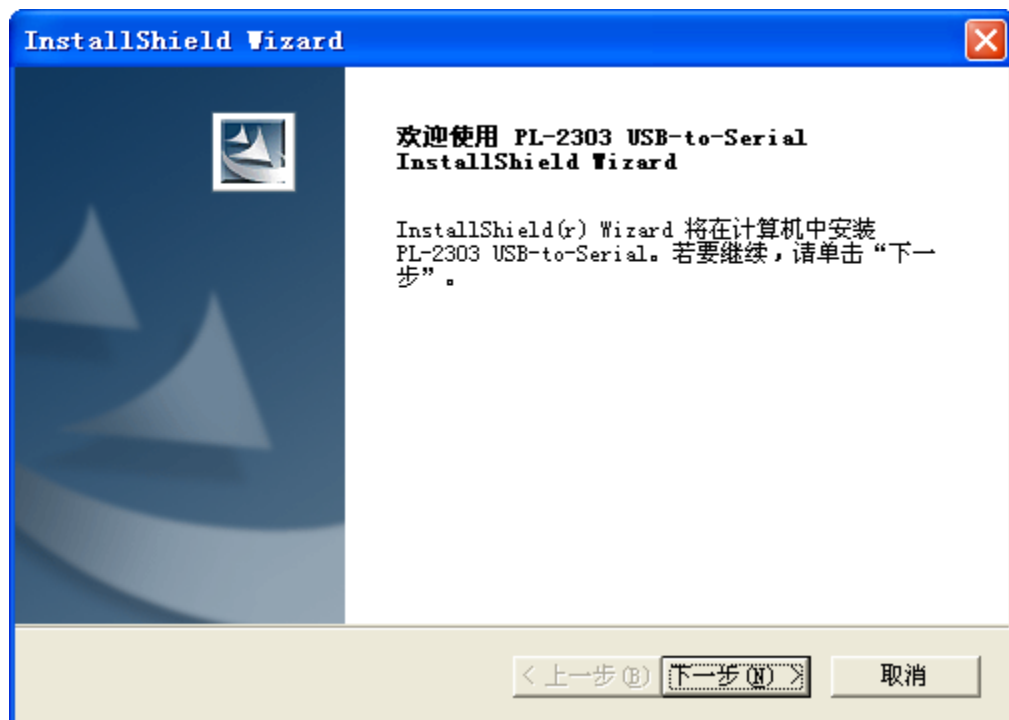 InstallShield Wizard
欢迎使用 PL-2303 USB-to-Serial
InstallShield Wizard
InstallShield(r) Wizard 将在计算机中安装
PL-2303 USB-to-Serial。若要继续，请单击“下一
步”。
< 上一步(B) 下一步(N) > 取消